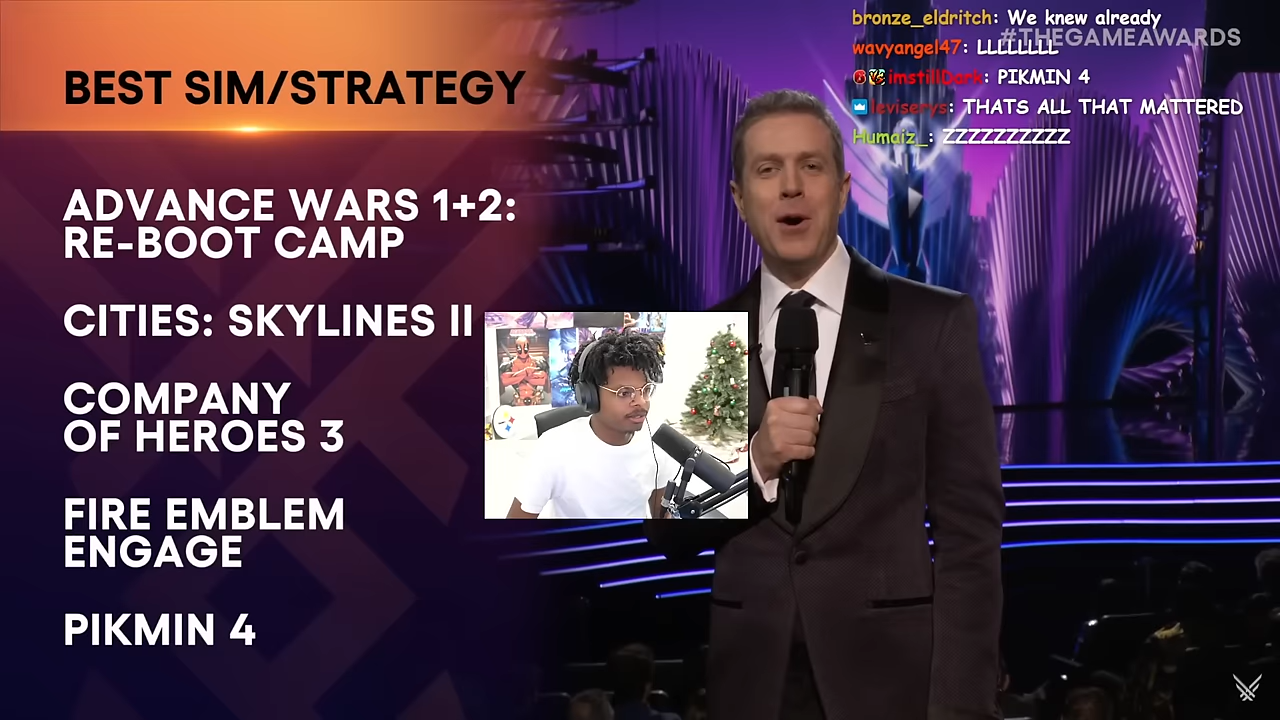 BEST SIM/STRATEGY
ADVANCE WARS 1+2:
RE-BOOT CAMP
CITIES: SKYLINES II
COMPANY
OF HEROES 3
FIRE EMBLEM
ENGAGE
PIKMIN 4
bronze_eldritch: We knew already
#THEGAMEAWARDS
wavyangel47: LLLLLLLL
imstillDark: PIKMIN 4
leviserys: THATS ALL THAT MATTERED
Humaiz_: ZZZZZZZZZZ